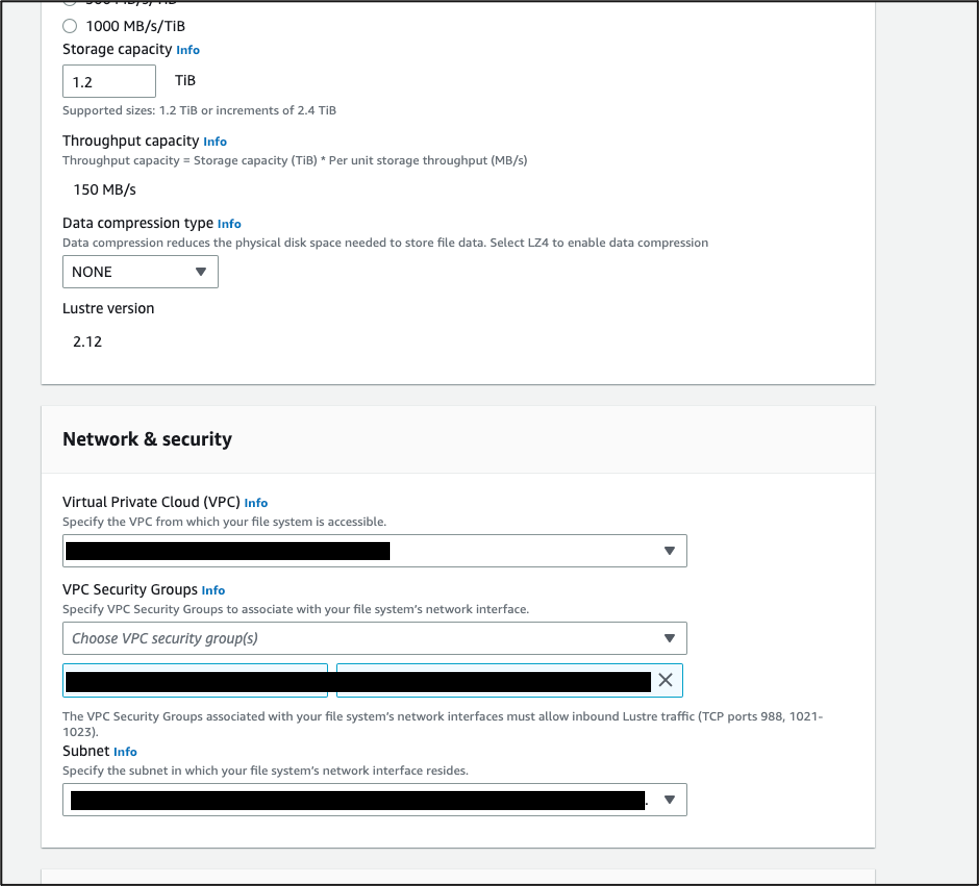 1000 MB/s/TiB
Storage capacity Info
1.2 TiB
Supported sizes: 1.2 TiB or increments of 2.4 TiB
Throughput capacity Info
Throughput capacity = Storage capacity (TiB) * Per unit storage throughput (MB/s)
150 MB/s
Data compression type Info
Data compression reduces the physical disk space needed to store file data. Select LZ4 to enable data compression
NONE
Lustre version
2.12
Network & security
Virtual Private Cloud (VPC) Info
Specify the VPC from which your file system is accessible.
VPC Security Groups Info
Specify VPC Security Groups to associate with your file system's network interface.
Choose VPC security group(s)
The VPC Security Groups associated with your file system's network interfaces must allow inbound Lustre traffic (TCP ports 988, 1021-
1023).
Subnet Info
Specify the subnet in which your file system's network interface resides.